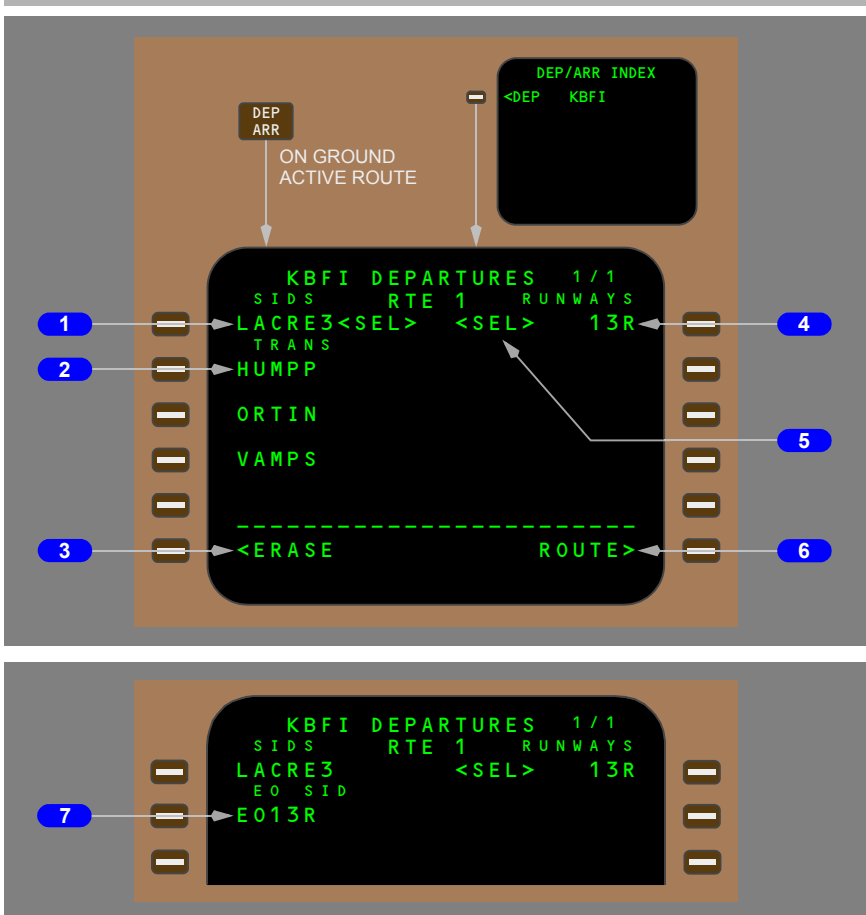 DEP/ARR INDEX
<DEP KBFI
DEP
ARR
ON GROUND
ACTIVE ROUTE
KBFI DEPARTURES 1/1
SIDS RTE 1 RUNWAYS
1 LACRE3<SEL> <SEL> 13R 4
TRANS
2 HUMPP
ORTIN
5
VAMPS
------------------------
3 <ERASE ROUTE> 6
KBFI DEPARTURES 1/1
SIDS RTE 1 RUNWAYS
LACRE3 <SEL> 13R
EO SID
7 EO13R